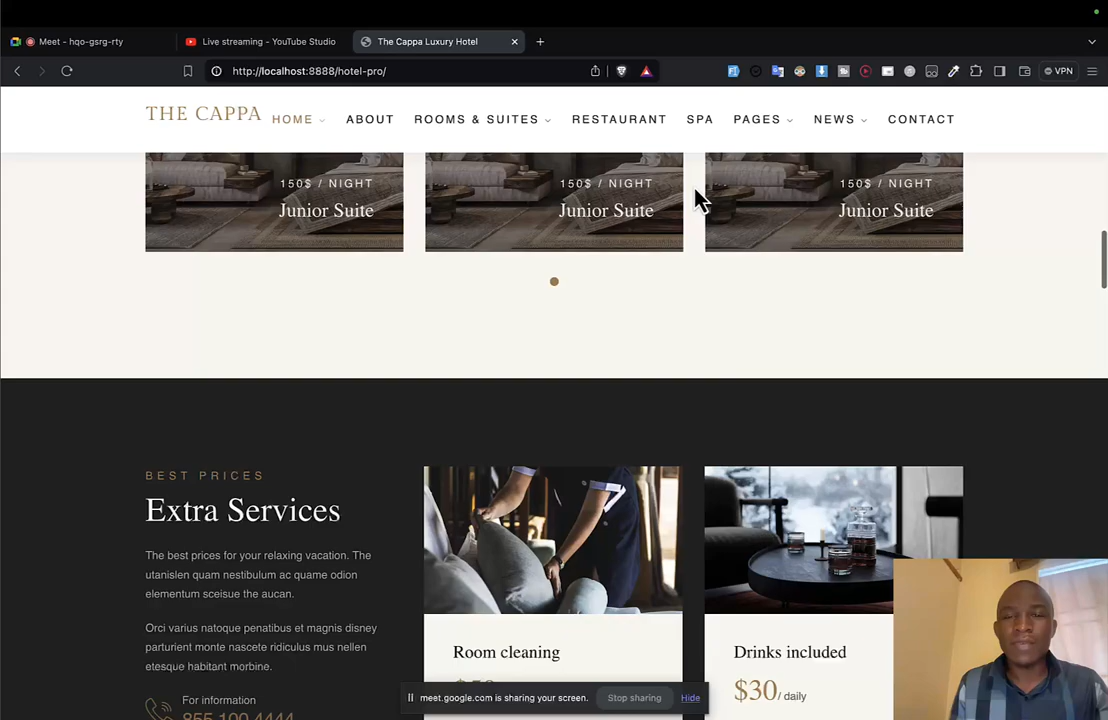 Meet - hqo-gsrg-rty
Live streaming - YouTube Studio
The Cappa Luxury Hotel
http://localhost:8888/hotel-pro/
VPN
THE CAPPA
HOME
ABOUT
ROOMS & SUITES
RESTAURANT
SPA
PAGES
NEWS
CONTACT
150$ / NIGHT
Junior Suite
150$ / NIGHT
Junior Suite
150$ / NIGHT
Junior Suite
BEST PRICES
Extra Services
The best prices for your relaxing vacation. The
utanislen quam nestibulum ac quame odion
elementum sceisue the aucan.
Orci varius natoque penatibus et magnis disney
parturient monte nascete ridiculus mus nellen
etesque habitant morbine.
For information
855 100 4444
Room cleaning
Drinks included
$30/ daily
meet.google.com is sharing your screen.
Stop sharing
Hide